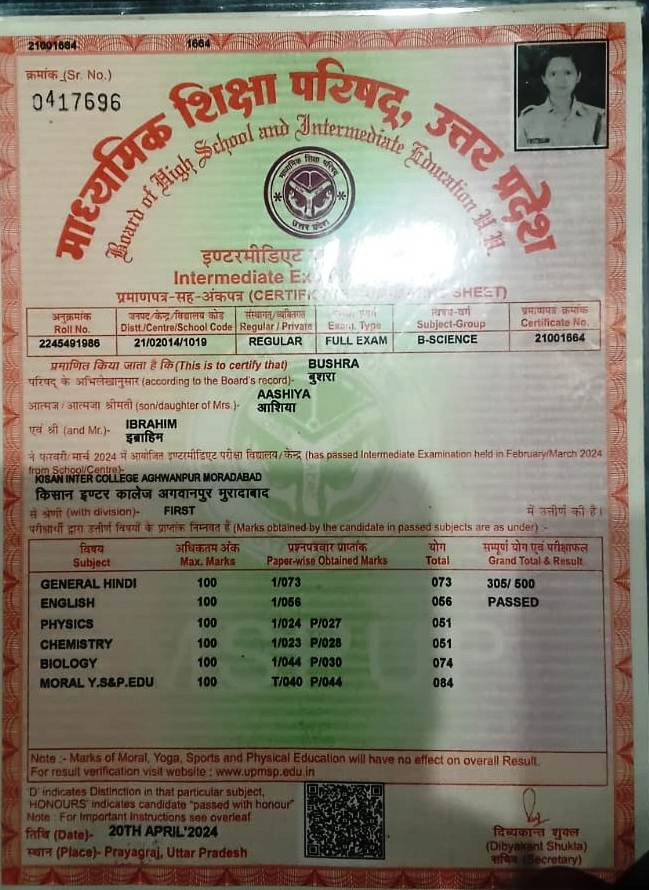 21001664 1664
क्रमांक (Sr. No.)
0417696
माध्यमिक शिक्षा परिषद्, उत्तर प्रदेश
Board of High School and Intermediate Education U.P.
माध्यमिक शिक्षा परिषद्
उत्तर प्रदेश
इण्टरमीडिएट
Intermediate
प्रमाणपत्र-सह-अंकपत्र SHEET)
अनुक्रमांक जनपद/केन्द्र/विद्यालय कोड संस्थागत/व्यक्तिगत विषय-वर्ग प्रमाणपत्र क्रमांक
Roll No. Distt./Centre/School Code Regular / Private Exam. Type Subject-Group Certificate No.
2245491986 21/02014/1019 REGULAR FULL EXAM B-SCIENCE 21001664
प्रमाणित किया जाता है कि (This is to certify that) BUSHRA
परिषद् के अभिलेखानुसार (according to the Board's record)- बुशरा
AASHIYA
आत्मज/आत्मजा श्रीमती (son/daughter of Mrs.)- आशिया
IBRAHIM
एवं श्री (and Mr.)- इब्राहिम
ने फरवरी/मार्च 2024 में आयोजित इण्टरमीडिएट परीक्षा विद्यालय/केन्द्र (has passed Intermediate Examination held in February/March 2024
from School/Centre)-
KISAN INTER COLLEGE AGHWANPUR MORADABAD
किसान इण्टर कालेज अगवानपुर मुरादाबाद
से श्रेणी (with division)- FIRST में उत्तीर्ण की है।
परीक्षार्थी द्वारा उत्तीर्ण विषयों के प्राप्तांक निम्नवत हैं (Marks obtained by the candidate in passed subjects are as under) :-
विषय अधिकतम अंक प्रश्नपत्रवार प्राप्तांक योग सम्पूर्ण योग एवं परीक्षाफल
Subject Max. Marks Paper-wise Obtained Marks Total Grand Total & Result
GENERAL HINDI 100 1/073 073 305/ 500
ENGLISH 100 1/056 056 PASSED
PHYSICS 100 1/024 P/027 051
CHEMISTRY 100 1/023 P/028 051
BIOLOGY 100 1/044 P/030 074
MORAL Y.S&P.EDU 100 T/040 P/044 084
Note :- Marks of Moral, Yoga, Sports and Physical Education will have no effect on overall Result.
For result verification visit website : www.upmsp.edu.in
'D' indicates Distinction in that particular subject,
HONOURS' indicates candidate "passed with honour"
Note : For Important Instructions see overleaf
तिथि (Date)- 20TH APRIL'2024
स्थान (Place)- Prayagraj, Uttar Pradesh
दिव्यकान्त शुक्ल
(Dibyakant Shukla)
सचिव (Secretary)